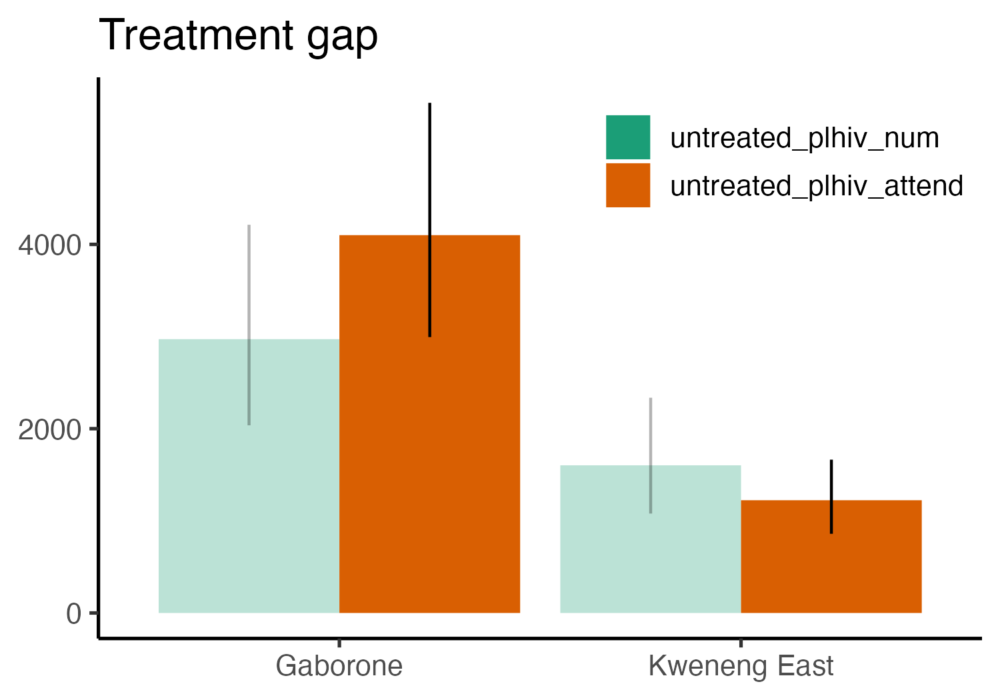 Treatment gap
untreated_plhiv_num
untreated_plhiv_attend
4000
2000
0
Gaborone
Kweneng East